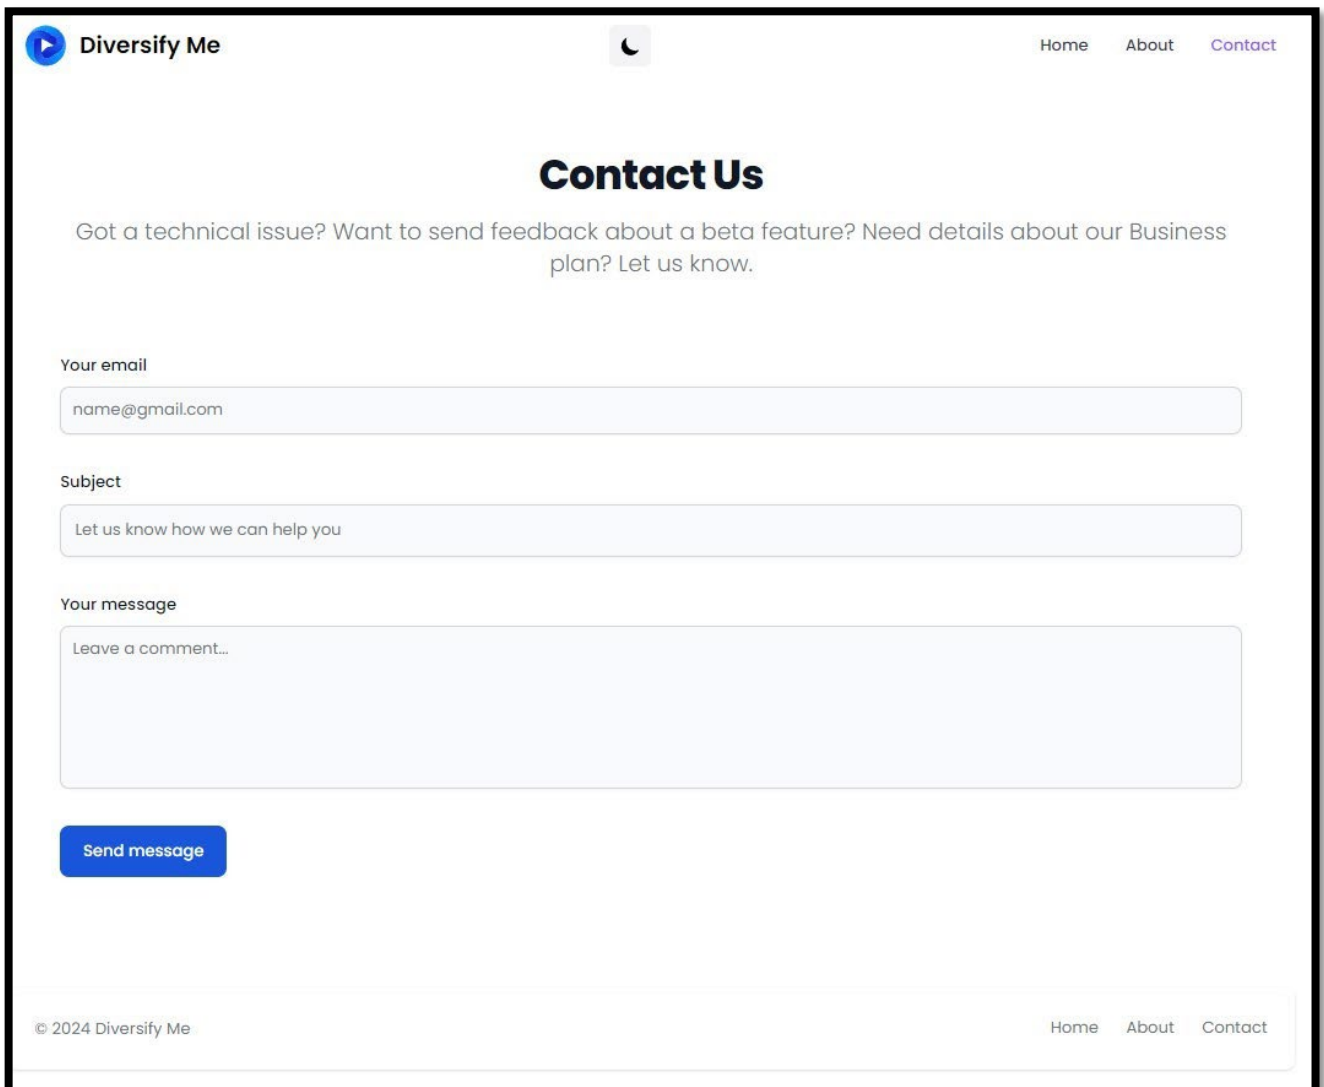 Diversify Me
Home About Contact
Contact Us
Got a technical issue? Want to send feedback about a beta feature? Need details about our Business
plan? Let us know.
Your email
name@gmail.com
Subject
Let us know how we can help you
Your message
Leave a comment...
Send message
© 2024 Diversify Me
Home About Contact